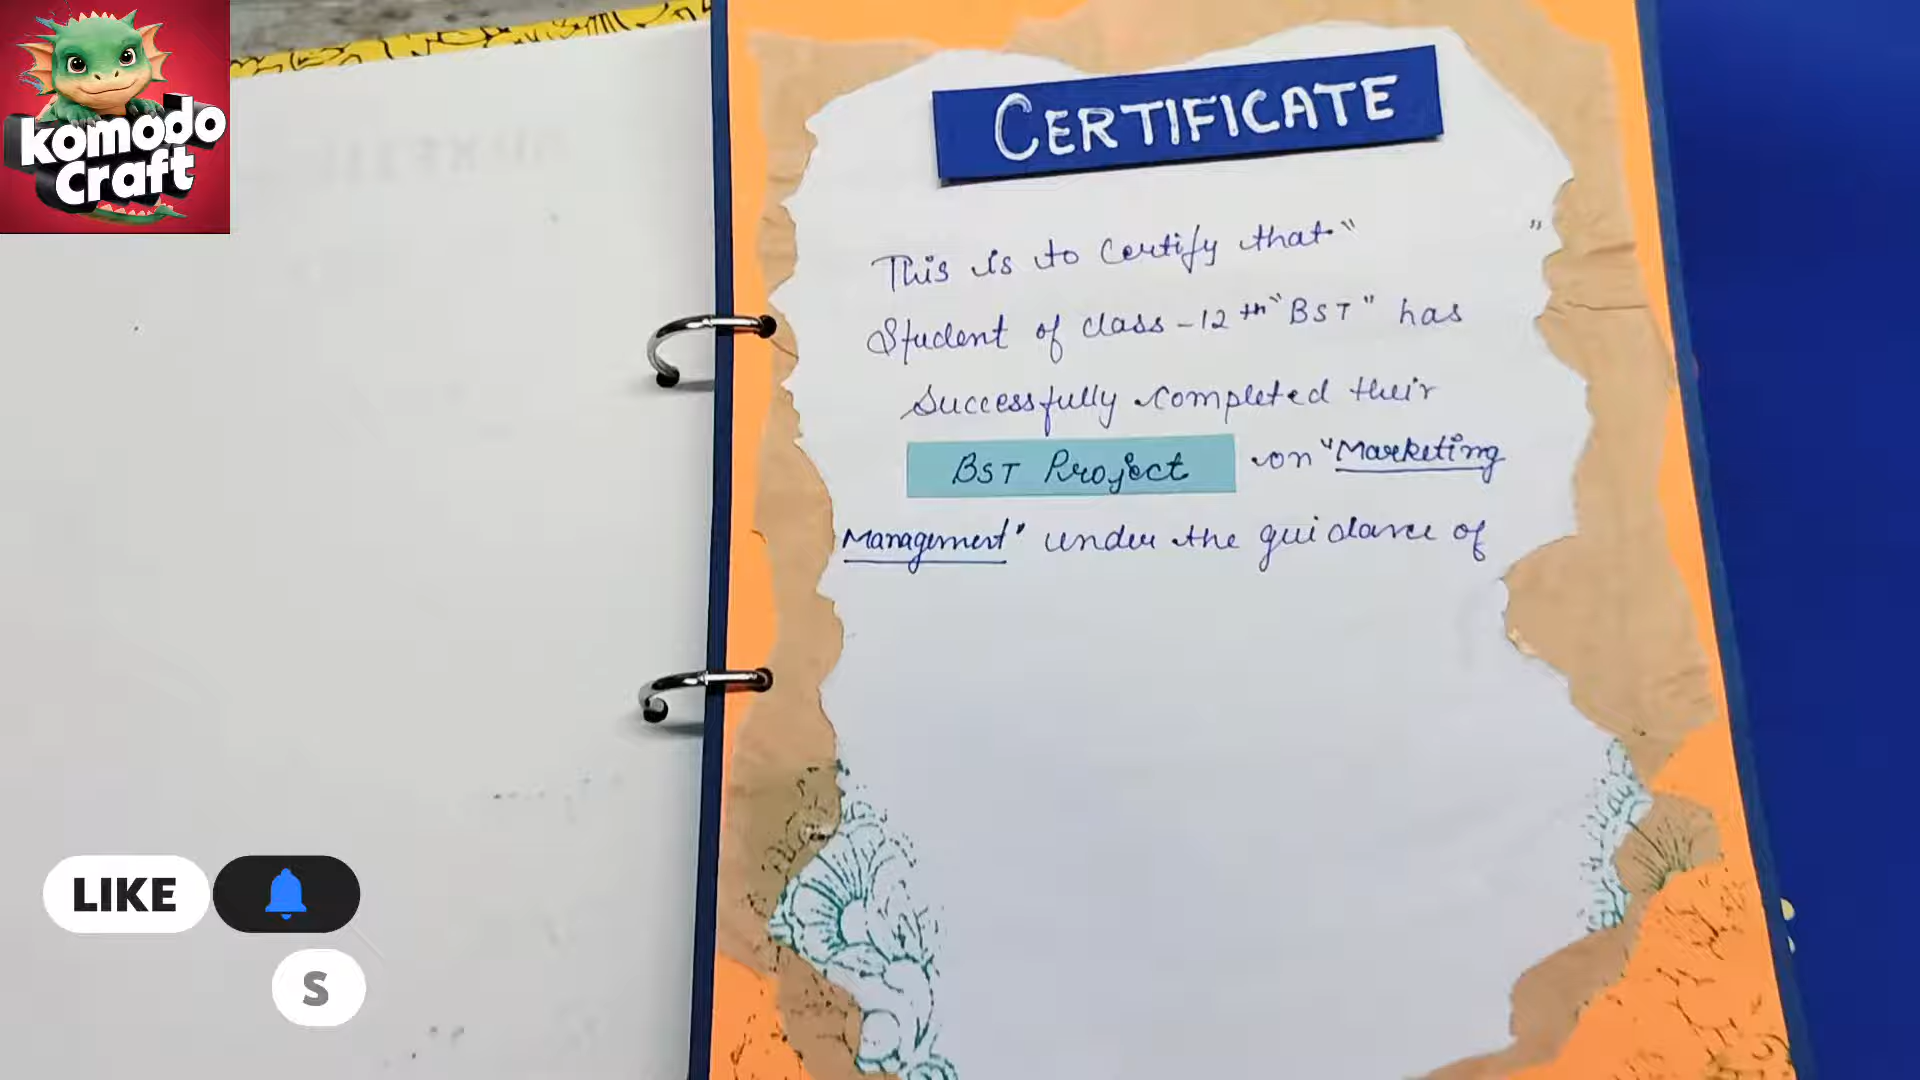 komodo
Craft
CERTIFICATE
This is to certify that “ ”
Student of class-12th “BST” has
Successfully completed their
BST Project on “Marketing
Management” under the guidance of
LIKE
S